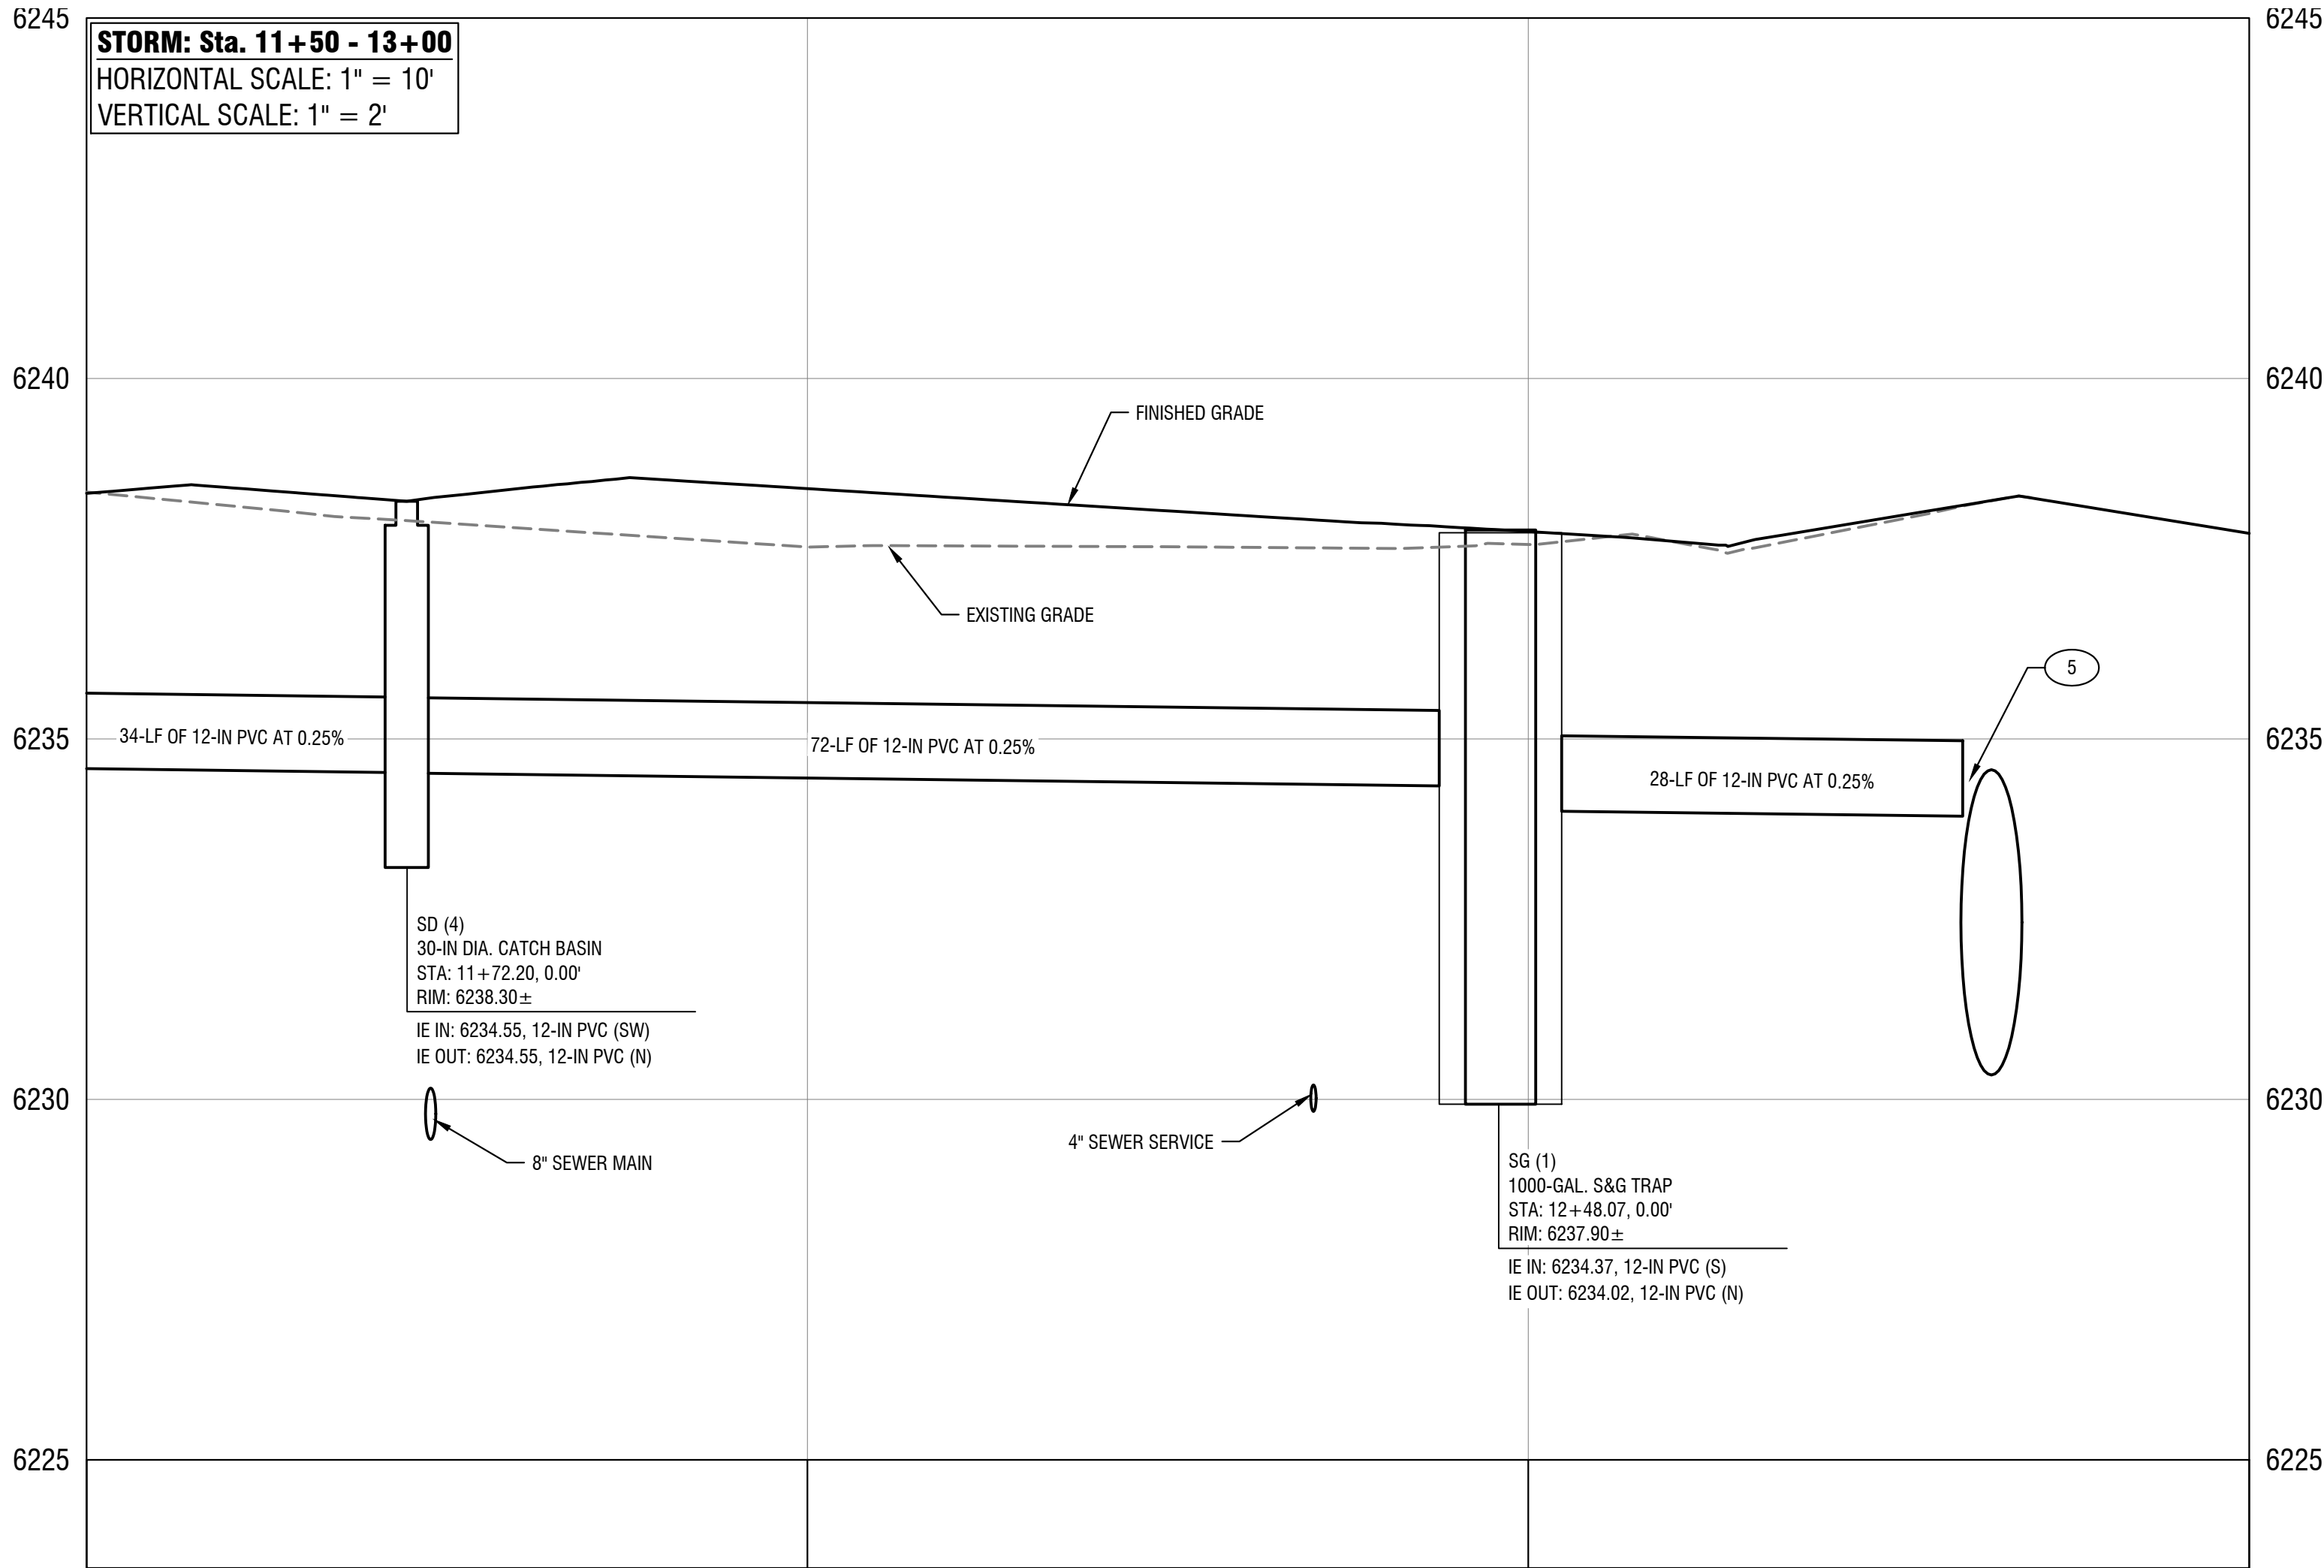 6245
6245
STORM: Sta. 11+50 - 13+00
HORIZONTAL SCALE: 1" = 10'
VERTICAL SCALE: 1" = 2'
6240
6240
FINISHED GRADE
EXISTING GRADE
5
6235
34-LF OF 12-IN PVC AT 0.25%
72-LF OF 12-IN PVC AT 0.25%
6235
28-LF OF 12-IN PVC AT 0.25%
SD (4)
30-IN DIA. CATCH BASIN
STA: 11+72.20, 0.00'
RIM: 6238.30±
IE IN: 6234.55, 12-IN PVC (SW)
IE OUT: 6234.55, 12-IN PVC (N)
6230
6230
4" SEWER SERVICE
8" SEWER MAIN
SG (1)
1000-GAL. S&G TRAP
STA: 12+48.07, 0.00'
RIM: 6237.90±
IE IN: 6234.37, 12-IN PVC (S)
IE OUT: 6234.02, 12-IN PVC (N)
6225
6225